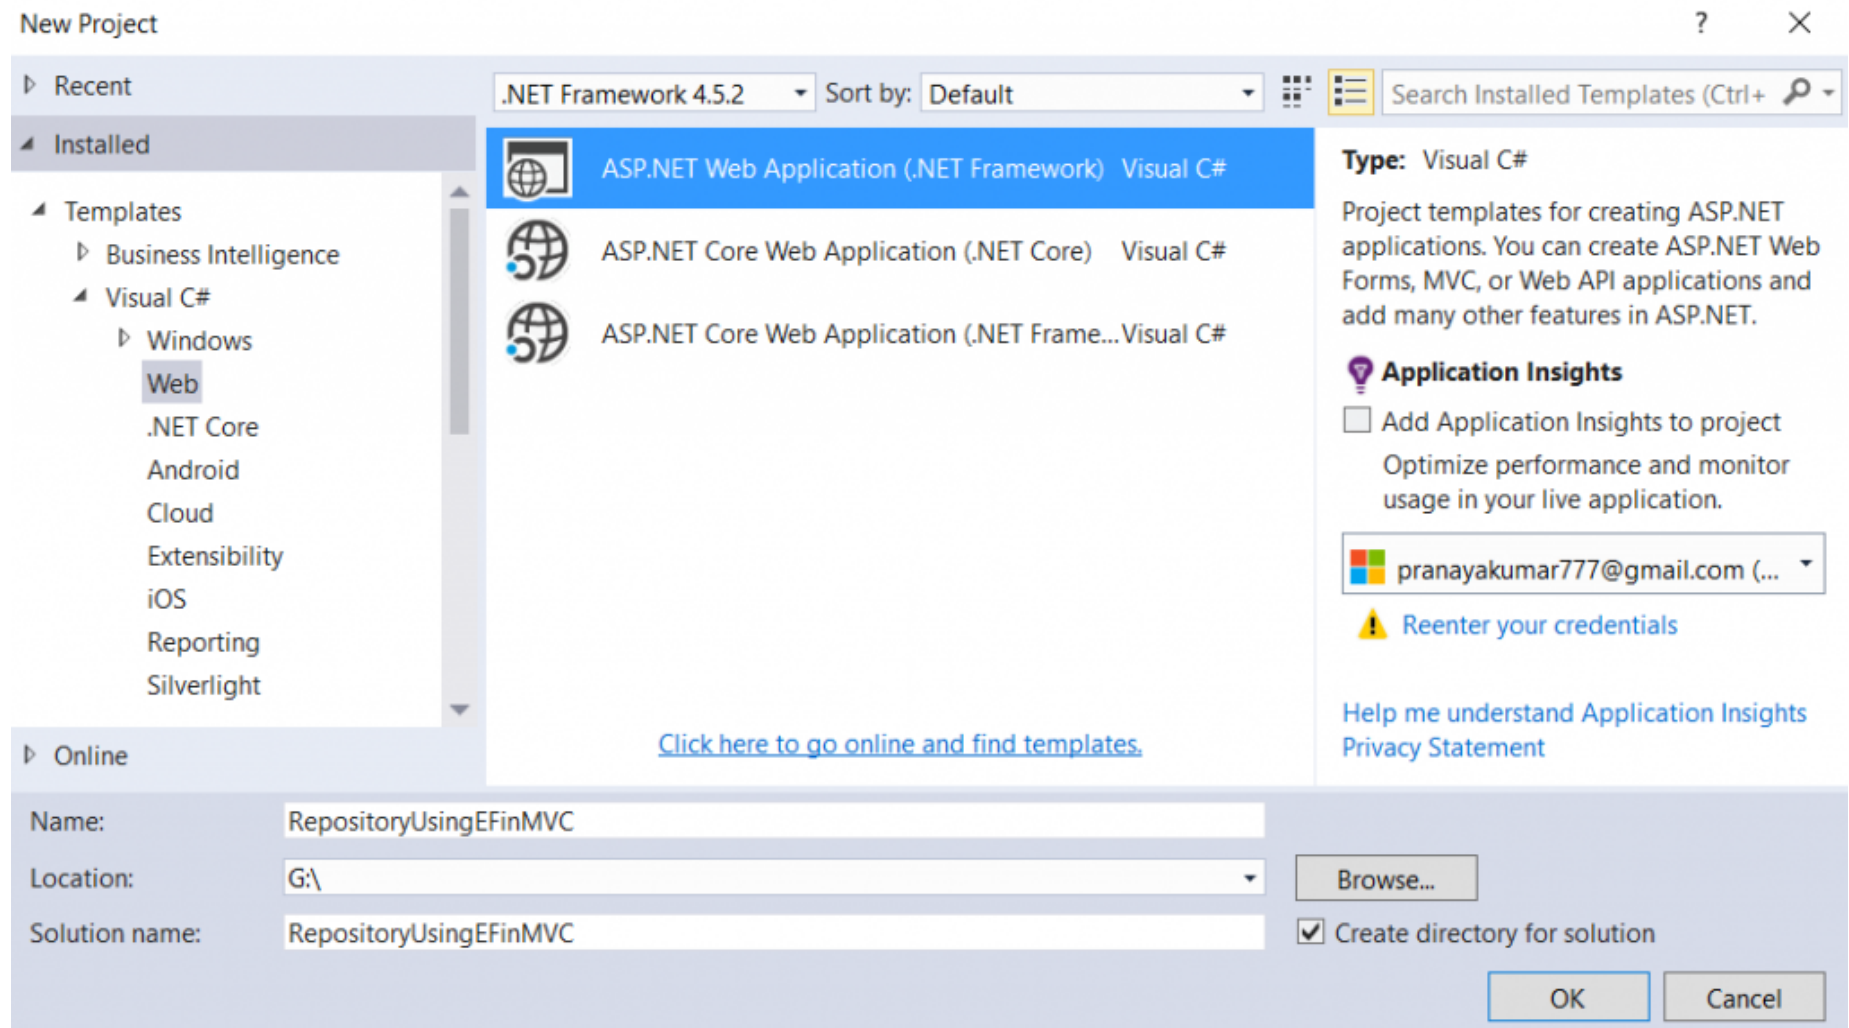 New Project
?
Recent
Installed
Templates
Business Intelligence
Visual C#
Windows
Web
.NET Core
Android
Cloud
Extensibility
iOS
Reporting
Silverlight
Online
.NET Framework 4.5.2
Sort by:
Default
Search Installed Templates (Ctrl+
ASP.NET Web Application (.NET Framework) Visual C#
ASP.NET Core Web Application (.NET Core) Visual C#
ASP.NET Core Web Application (.NET Frame... Visual C#
Click here to go online and find templates.
Type: Visual C#
Project templates for creating ASP.NET
applications. You can create ASP.NET Web
Forms, MVC, or Web API applications and
add many other features in ASP.NET.
Application Insights
Add Application Insights to project
Optimize performance and monitor
usage in your live application.
pranayakumar777@gmail.com (...
Reenter your credentials
Help me understand Application Insights
Privacy Statement
Name:
RepositoryUsingEFinMVC
Location:
G:\
Browse...
Solution name:
RepositoryUsingEFinMVC
Create directory for solution
OK
Cancel